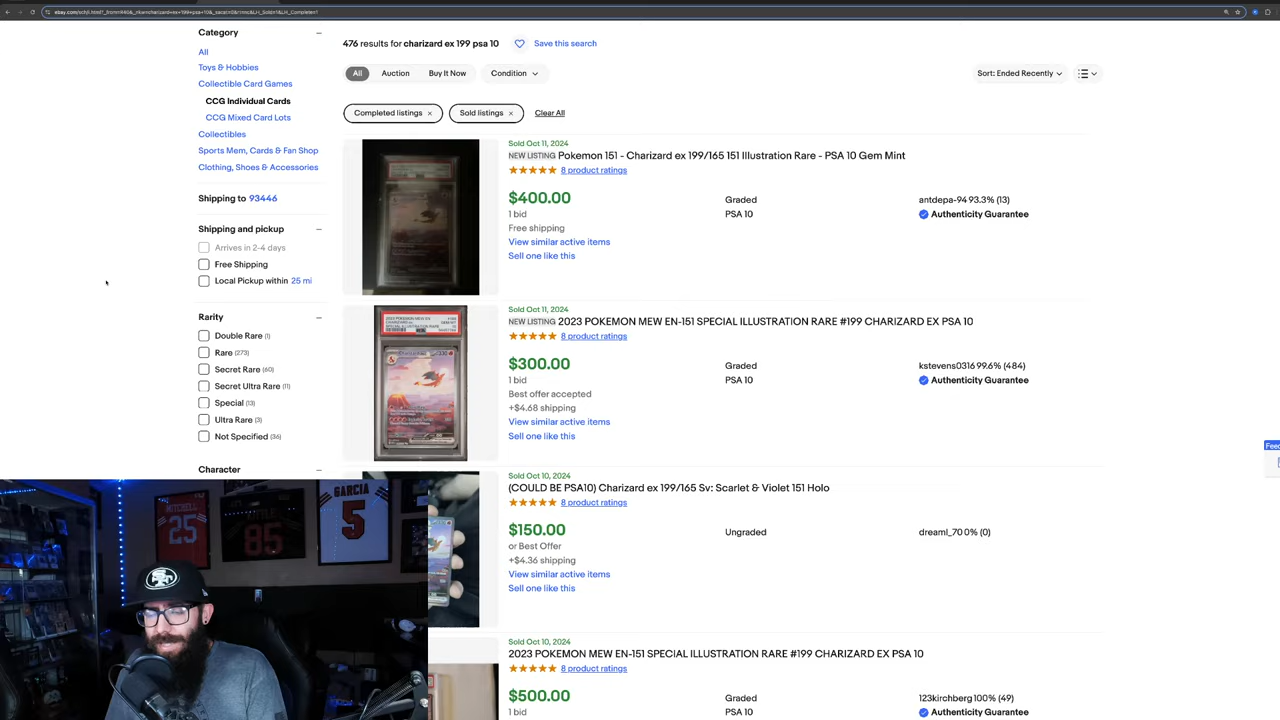 Category
All
Toys & Hobbies
Collectible Card Games
CCG Individual Cards
CCG Mixed Card Lots
Collectibles
Sports Mem, Cards & Fan Shop
Clothing, Shoes & Accessories
Shipping to 93446
Shipping and pickup
Arrives in 2-4 days
Free Shipping
Local Pickup within 25 mi
Rarity
Double Rare (1)
Rare (273)
Secret Rare (60)
Secret Ultra Rare (11)
Special (13)
Ultra Rare (3)
Not Specified (36)
Character
476 results for charizard ex 199 psa 10
Save this search
All
Auction
Buy It Now
Condition
Sort: Ended Recently
Completed listings ×
Sold listings ×
Clear All
Sold Oct 11, 2024
NEW LISTING Pokemon 151 - Charizard ex 199/165 151 Illustration Rare - PSA 10 Gem Mint
8 product ratings
$400.00
1 bid
Free shipping
View similar active items
Sell one like this
Graded
PSA 10
antdepa-94 93.3% (13)
Authenticity Guarantee
Sold Oct 11, 2024
NEW LISTING 2023 POKEMON MEW EN-151 SPECIAL ILLUSTRATION RARE #199 CHARIZARD EX PSA 10
8 product ratings
$300.00
1 bid
Best offer accepted
+$4.68 shipping
View similar active items
Sell one like this
Graded
PSA 10
kstevens0316 99.6% (484)
Authenticity Guarantee
Sold Oct 10, 2024
(COULD BE PSA10) Charizard ex 199/165 Sv: Scarlet & Violet 151 Holo
8 product ratings
$150.00
or Best Offer
+$4.36 shipping
View similar active items
Sell one like this
Ungraded
dreaml_70 0% (0)
Sold Oct 10, 2024
2023 POKEMON MEW EN-151 SPECIAL ILLUSTRATION RARE #199 CHARIZARD EX PSA 10
8 product ratings
$500.00
1 bid
Graded
PSA 10
123kirchberg 100% (49)
Authenticity Guarantee
MITCHELL
25
85
GARCIA
5